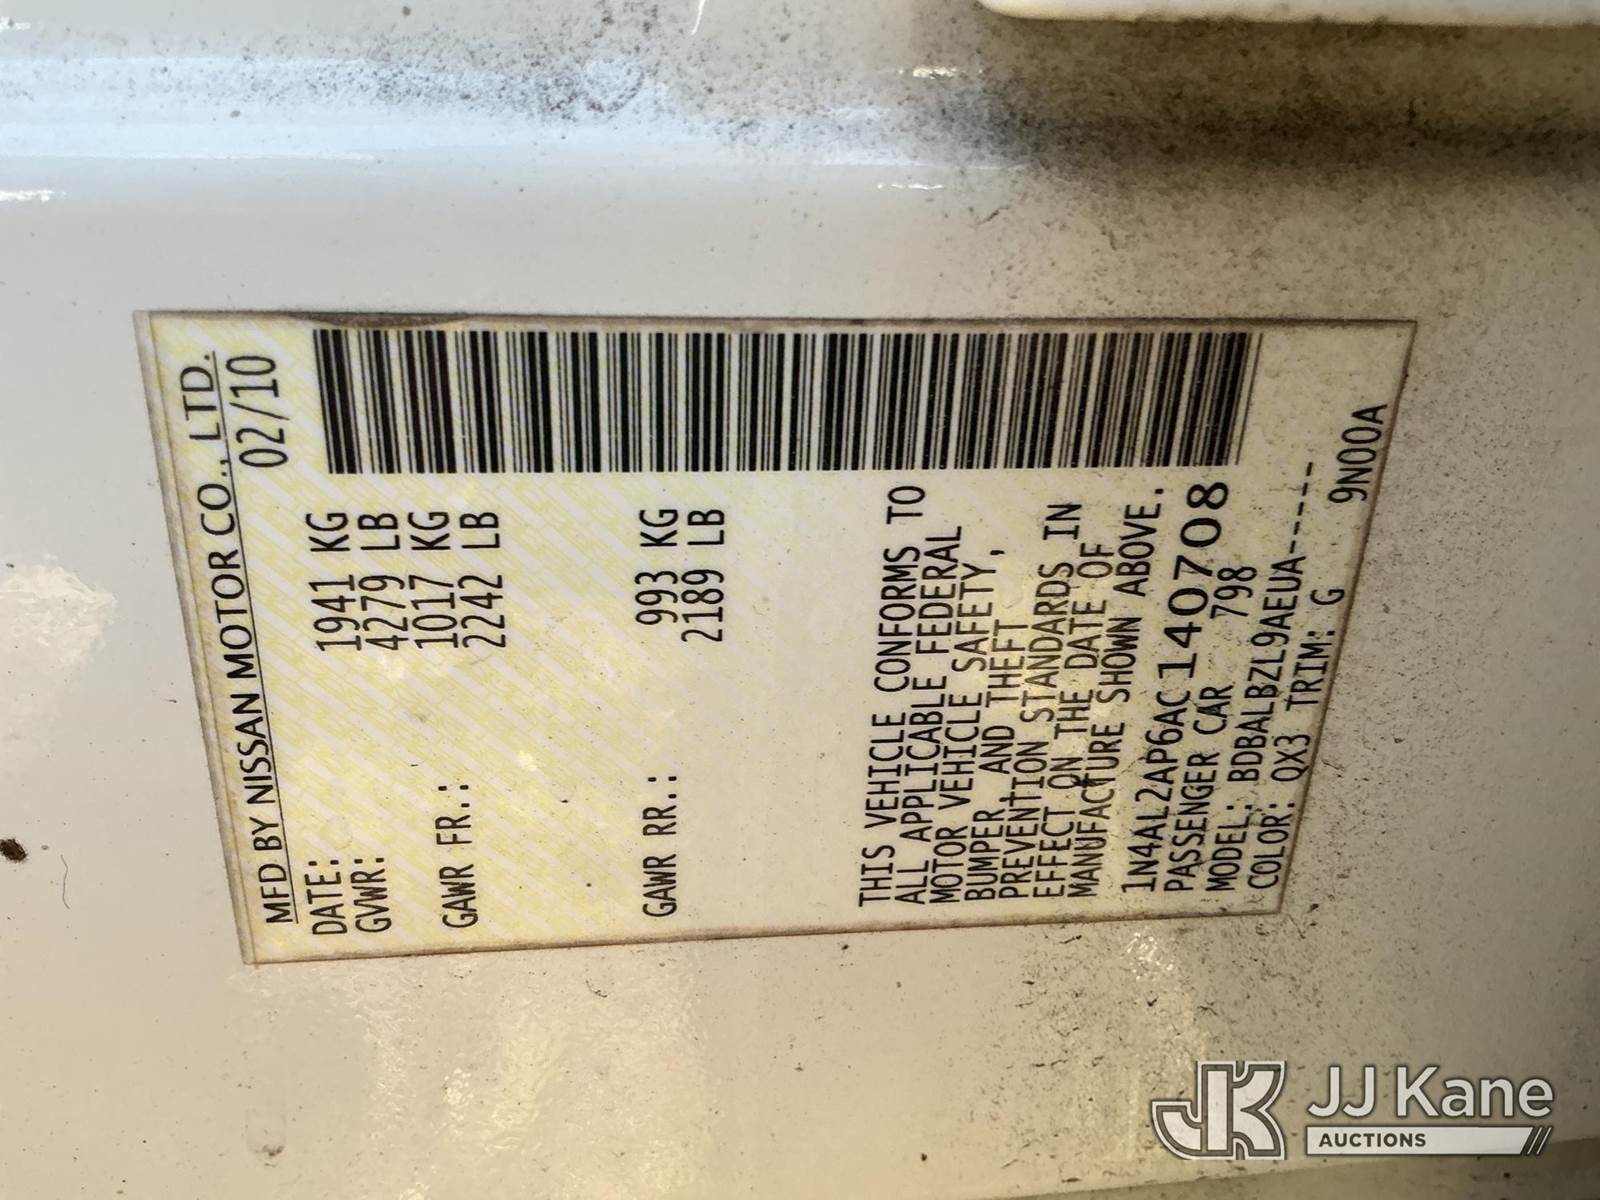 MFD BY NISSAN MOTOR CO., LTD.
DATE: 02/10
GVWR: 1941 KG
4279 LB
GAWR FR.: 1017 KG
2242 LB
GAWR RR.: 993 KG
2189 LB
THIS VEHICLE CONFORMS TO
ALL APPLICABLE FEDERAL
MOTOR VEHICLE SAFETY,
BUMPER, AND THEFT
PREVENTION STANDARDS IN
EFFECT ON THE DATE OF
MANUFACTURE SHOWN ABOVE.
1N4AL2AP6AC140708
PASSENGER CAR 798
MODEL: BDBALBZL9AEUA------
COLOR: QX3 TRIM: G 9N00A
JK JJ Kane
AUCTIONS